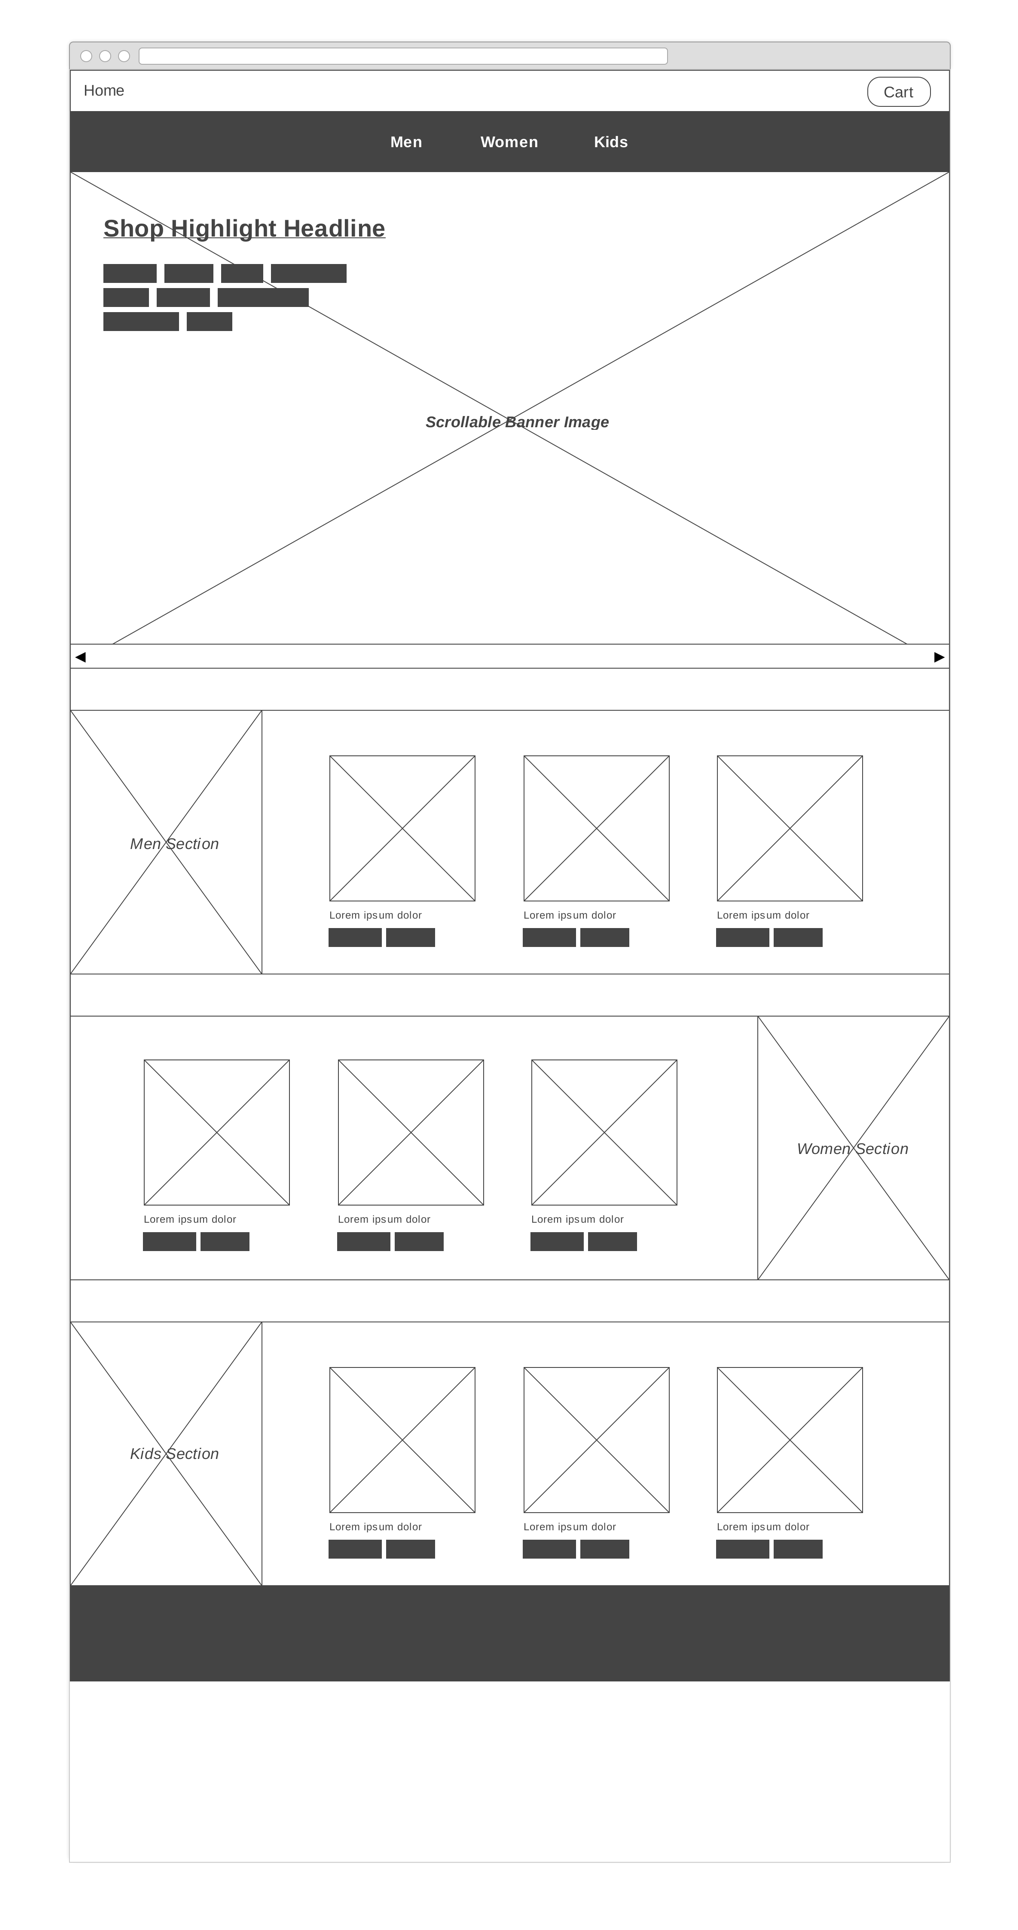 Home
Cart
Men Women Kids
Shop Highlight Headline
Scrollable Banner Image
Men Section
Lorem ipsum dolor Lorem ipsum dolor Lorem ipsum dolor
Women Section
Lorem ipsum dolor Lorem ipsum dolor Lorem ipsum dolor
Kids Section
Lorem ipsum dolor Lorem ipsum dolor Lorem ipsum dolor